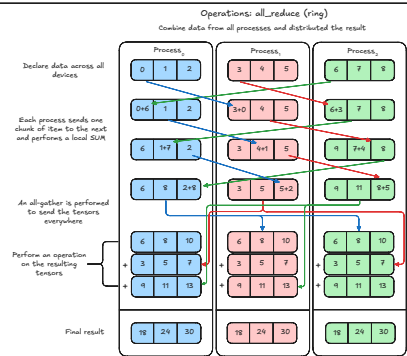 Operations: all_reduce (ring)
Combine data from all processes and distributed the result
Process₀ Process₁ Process₂
Declare data across all
devices
0 1 2 3 4 5 6 7 8
0+6 1 2 3+0 4 5 6+3 7 8
Each process sends one
chunk of item to the next
and performs a local SUM
6 1+7 2 3 4+1 5 9 7+4 8
6 8 2+8 3 5 5+2 9 11 8+5
An all-gather is performed
to send the tensors
everywhere
6 8 10 6 8 10 6 8 10
Perform an operation
on the resulting
tensors
+ 3 5 7 + 3 5 7 + 3 5 7
+ 9 11 13 + 9 11 13 + 9 11 13
Final result
18 24 30 18 24 30 18 24 30